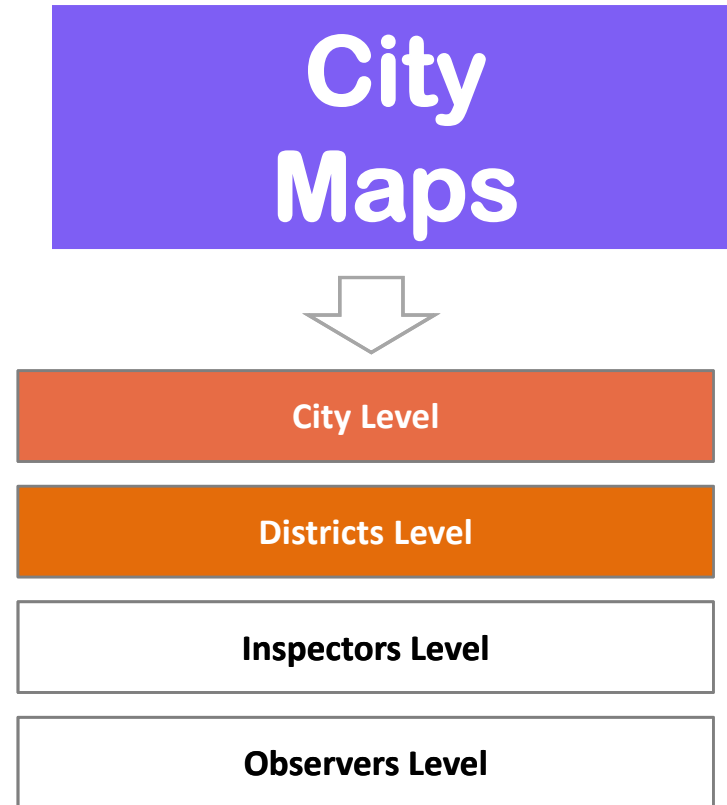 City
Maps
City Level
Districts Level
Inspectors Level
Observers Level